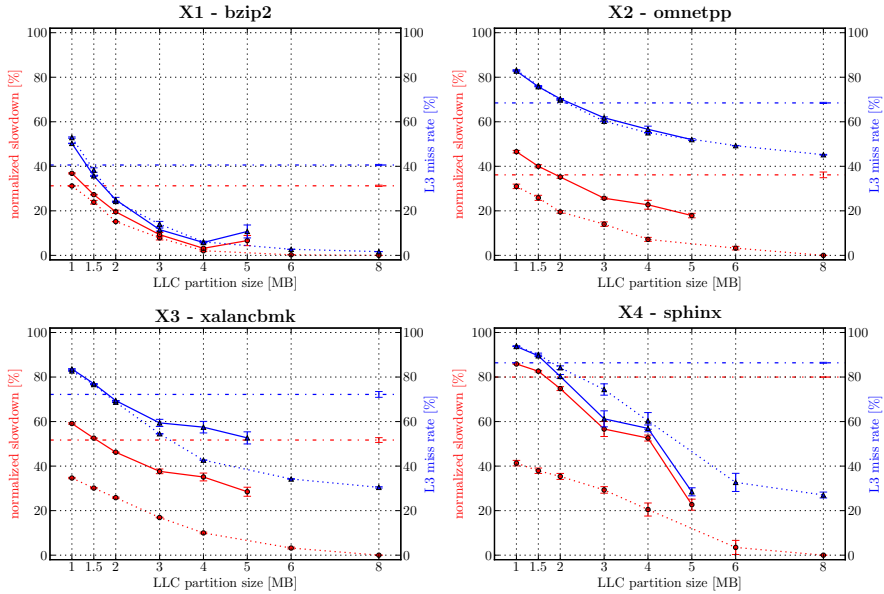 X1 - bzip2
100
80
60
40
20
0
100
80
60
40
20
0
normalized slowdown [%]
L3 miss rate [%]
1 1.5 2 3 4 5 6 8
LLC partition size [MB]
X2 - omnetpp
100
80
60
40
20
0
100
80
60
40
20
0
normalized slowdown [%]
L3 miss rate [%]
1 1.5 2 3 4 5 6 8
LLC partition size [MB]
X3 - xalancbmk
100
80
60
40
20
0
100
80
60
40
20
0
normalized slowdown [%]
L3 miss rate [%]
1 1.5 2 3 4 5 6 8
LLC partition size [MB]
X4 - sphinx
100
80
60
40
20
0
100
80
60
40
20
0
normalized slowdown [%]
L3 miss rate [%]
1 1.5 2 3 4 5 6 8
LLC partition size [MB]